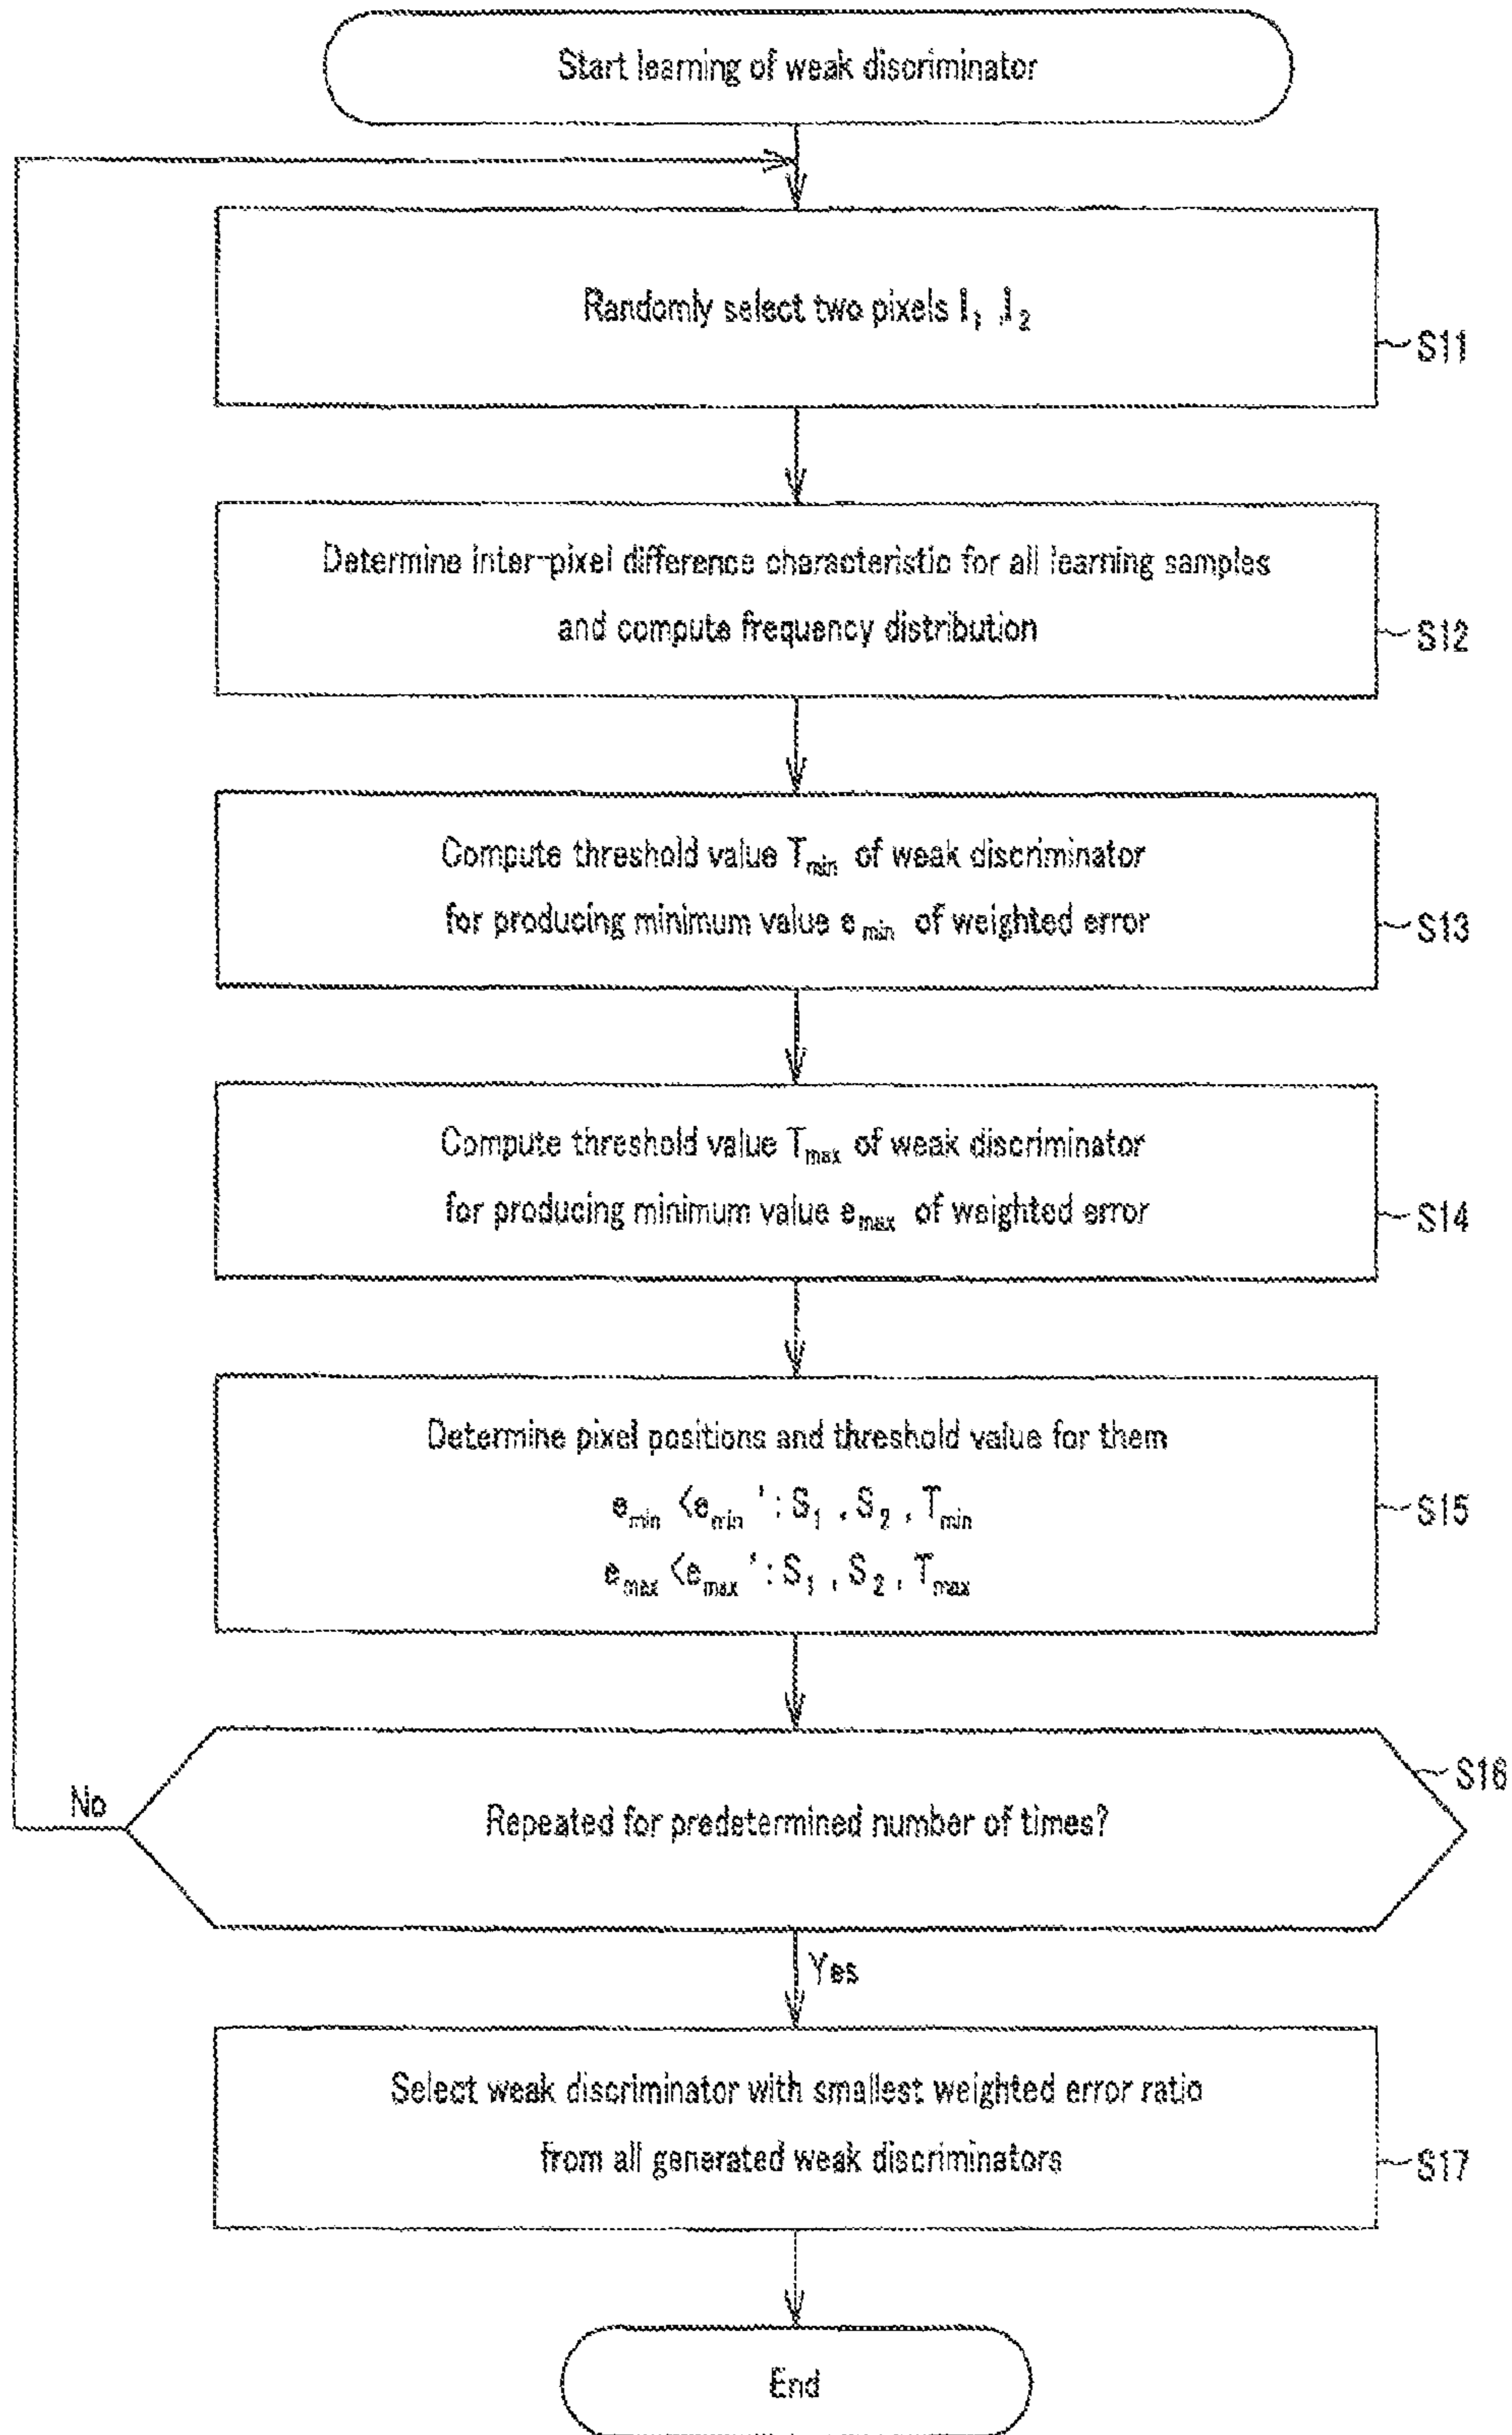 Start learning of weak discriminator
Randomly select two pixels I₁ ,I₂
S11
Determine inter-pixel difference characteristic for all learning samples
and compute frequency distribution
S12
Compute threshold value Tmin of weak discriminator
for producing minimum value emin of weighted error
S13
Compute threshold value Tmax of weak discriminator
for producing minimum value emax of weighted error
S14
Determine pixel positions and threshold value for them
emin <emin ' : S₁ , S₂ , Tmin
emax <emax ' : S₁ , S₂ , Tmax
S15
Repeated for predetermined number of times?
S16
No
Yes
Select weak discriminator with smallest weighted error ratio
from all generated weak discriminators
S17
End